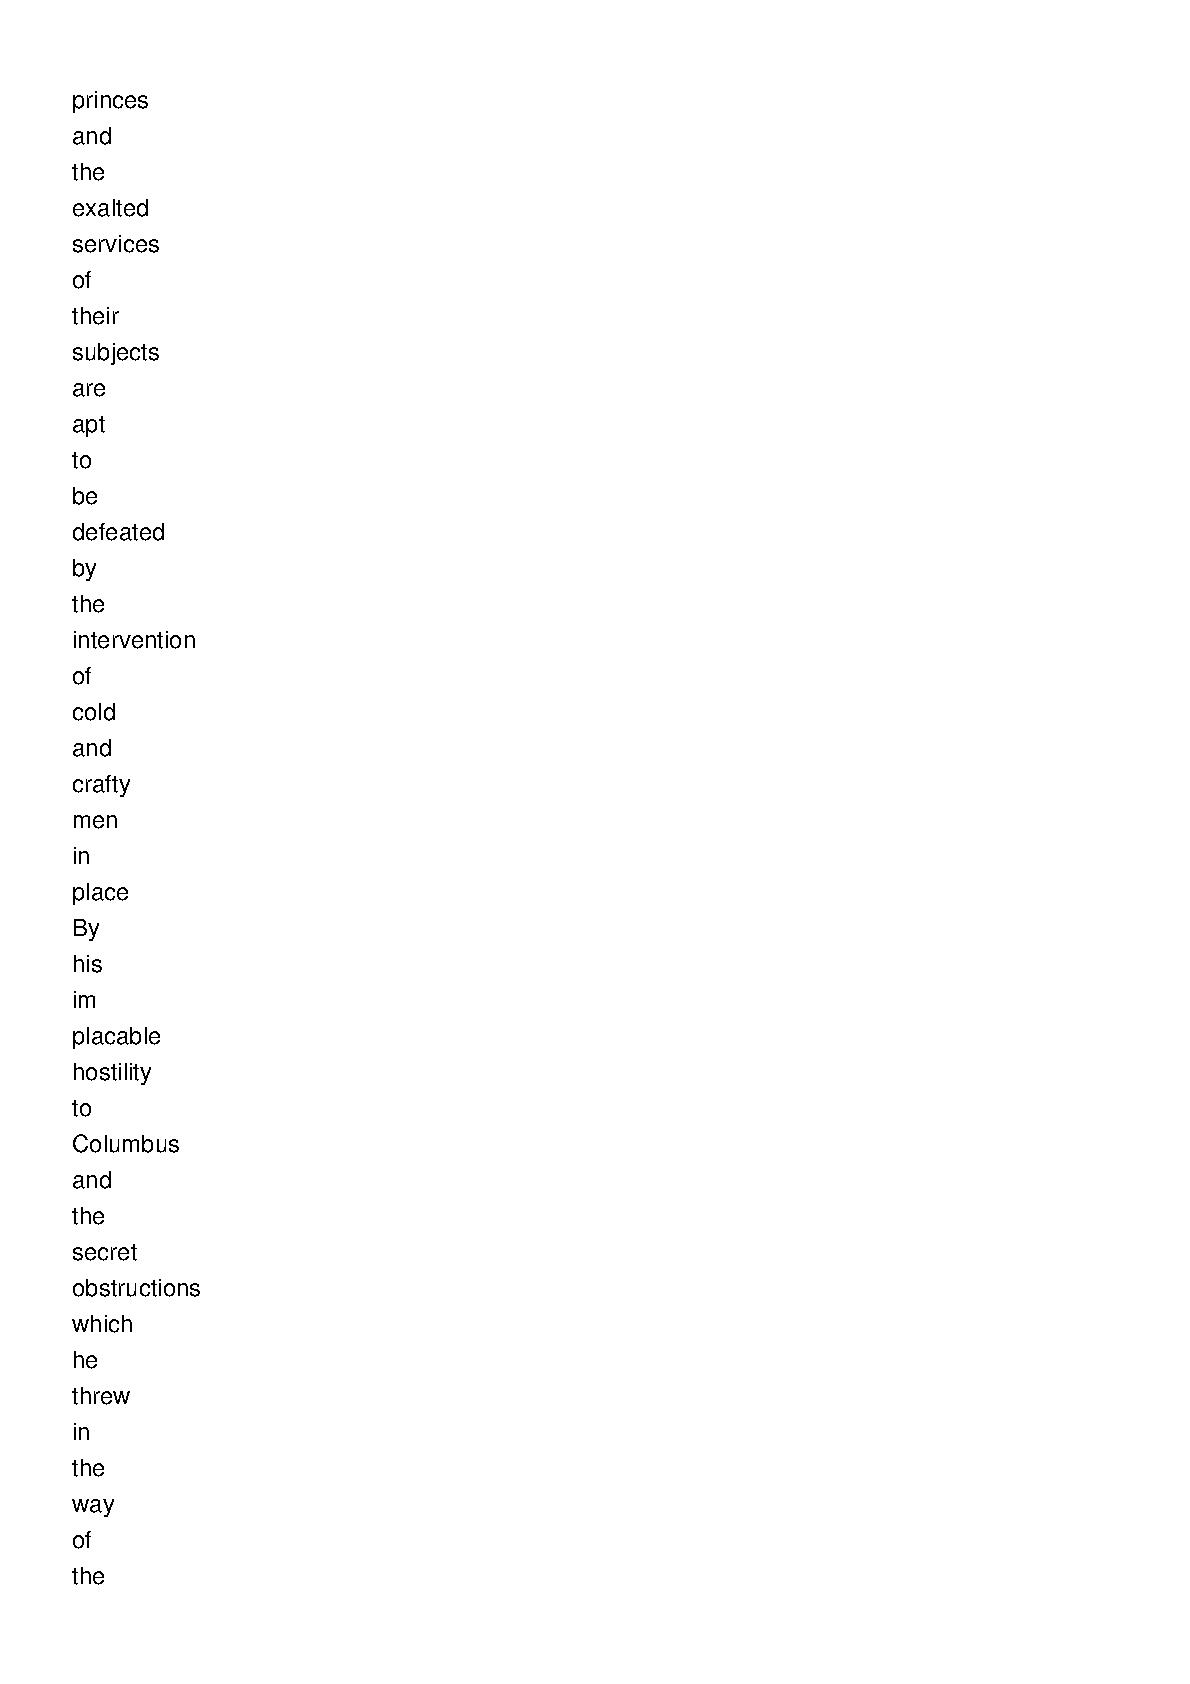 princes
and
the
exalted
services
of
their
subjects
are
apt
to
be
defeated
by
the
intervention
of
cold
and
crafty
men
in
place
By
his
im
placable
hostility
to
Columbus
and
the
secret
obstructions
which
he
threw
in
the
way
of
the